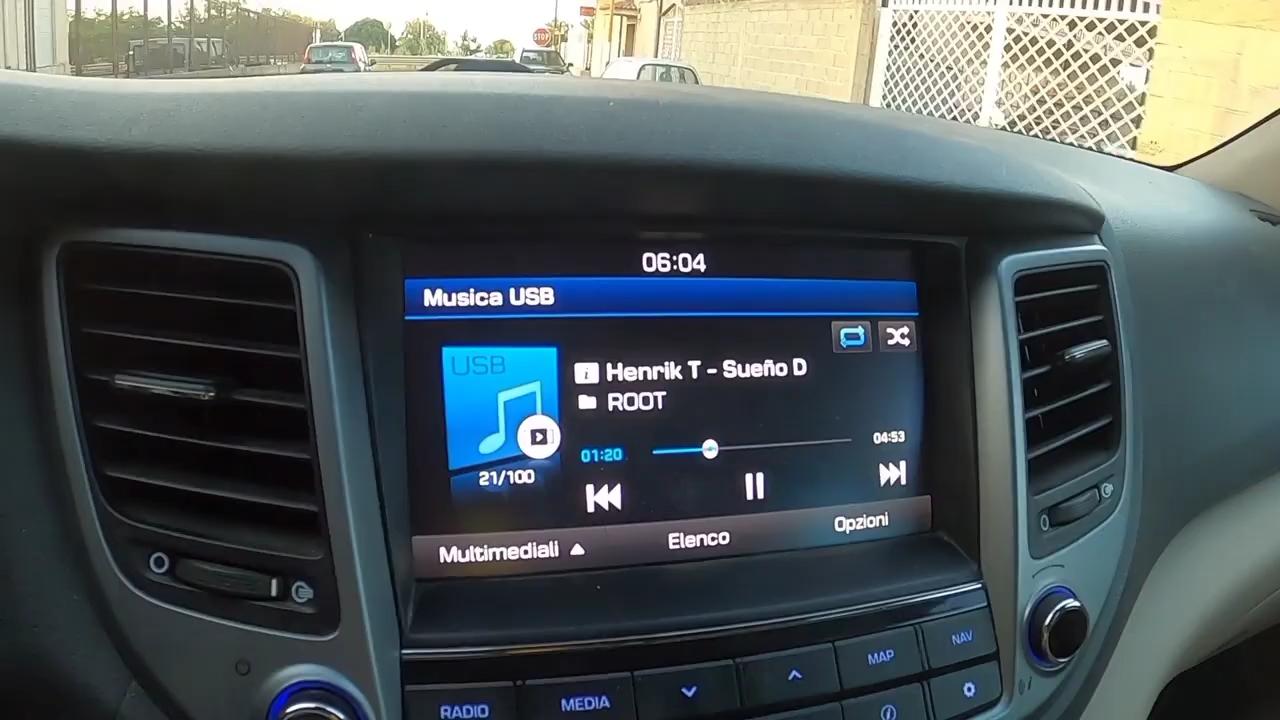 STOP
06:04
Musica USB
USB
Henrik T - Sueño D
ROOT
01:20
04:53
21/100
Multimediali
Elenco
Opzioni
RADIO
MEDIA
MAP
NAV